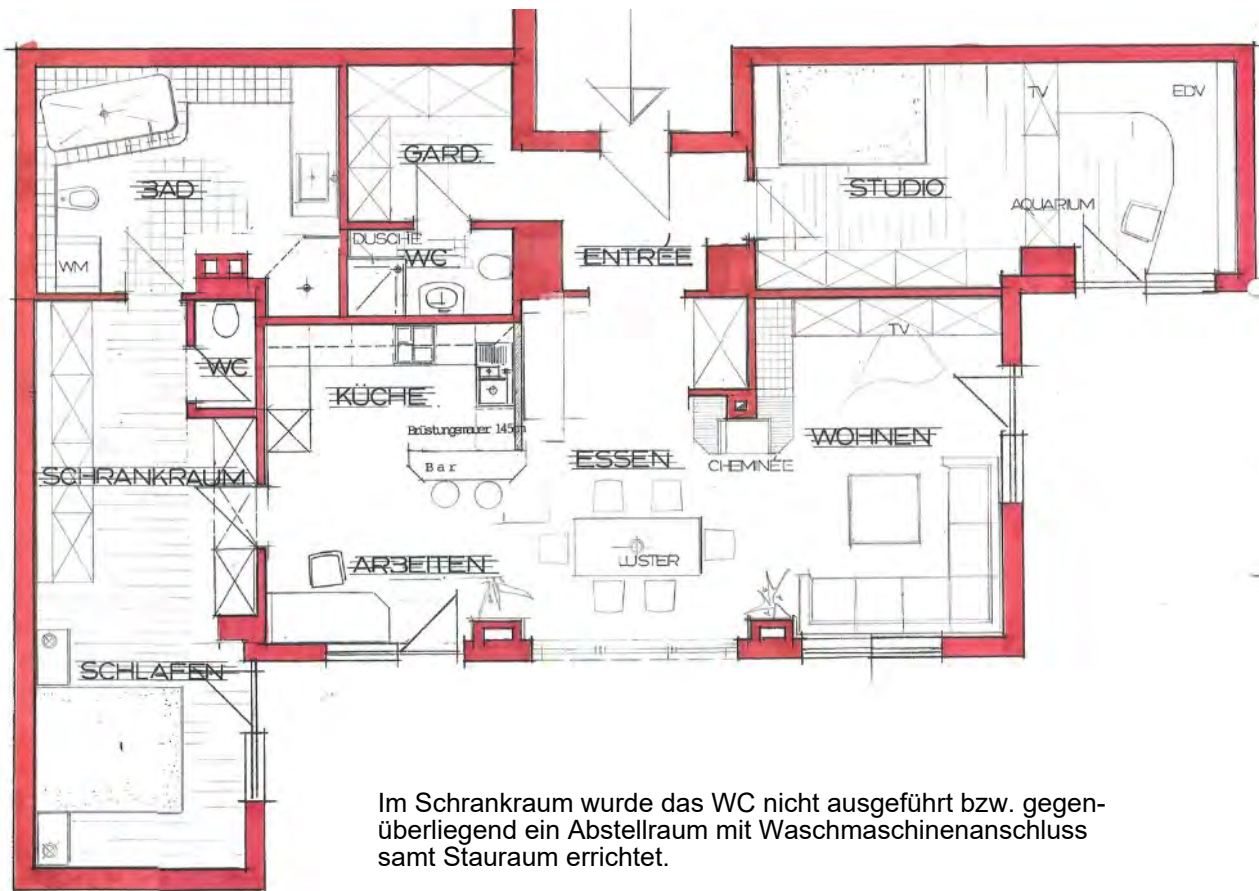 TV
EDV
GARD.
BAD
STUDIO
AQUARIUM
DUSCHE
WC
ENTRÉE
WM
TV
WC
KÜCHE
Brüstungsmauer 145cm
WOHNEN
ESSEN
CHEMINÉE
Bar
SCHRANKRAUM
ARBEITEN
LUSTER
SCHLAFEN
Im Schrankraum wurde das WC nicht ausgeführt bzw. gegen-
überliegend ein Abstellraum mit Waschmaschinenanschluss
samt Stauraum errichtet.